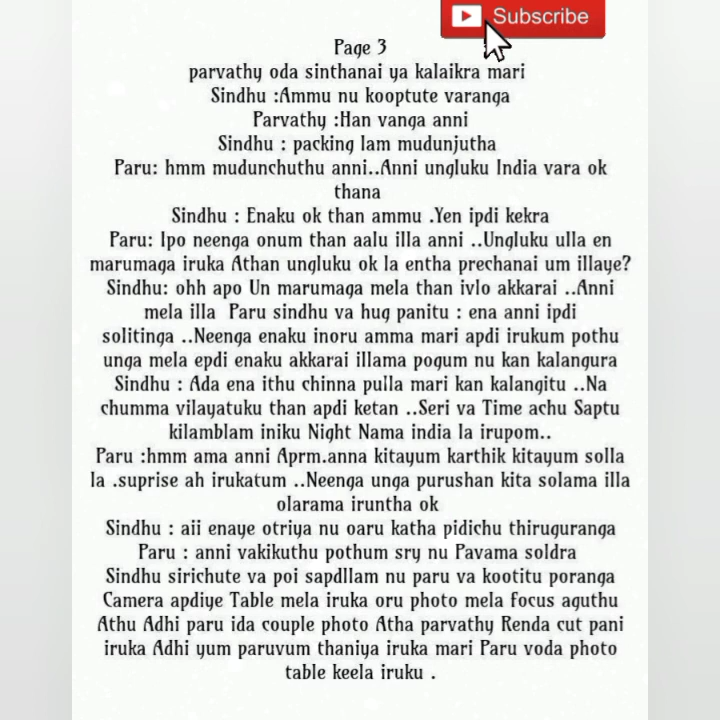 Subscribe
Page 3
parvathy oda sinthanai ya kalaikra mari
Sindhu :Ammu nu kooptute varanga
Parvathy :Han vanga anni
Sindhu : packing lam mudunjutha
Paru: hmm mudunchuthu anni..Anni ungluku India vara ok
thana
Sindhu : Enaku ok than ammu .Yen ipdi kekra
Paru: Ipo neenga onum than aalu illa anni ..Ungluku ulla en
marumaga iruka Athan ungluku ok la entha prechanai um illaye?
Sindhu: ohh apo Un marumaga mela than ivlo akkarai ..Anni
mela illa Paru sindhu va hug panitu : ena anni ipdi
solitinga ..Neenga enaku inoru amma mari apdi irukum pothu
unga mela epdi enaku akkarai illama pogum nu kan kalangura
Sindhu : Ada ena ithu chinna pulla mari kan kalangitu ..Na
chumma vilayatuku than apdi ketan ..Seri va Time achu Saptu
kilamblam iniku Night Nama india la irupom..
Paru :hmm ama anni Aprm.anna kitayum karthik kitayum solla
la .suprise ah irukatum ..Neenga unga purushan kita solama illa
olarama iruntha ok
Sindhu : aii enaye otriya nu oaru katha pidichu thiruguranga
Paru : anni vakikuthu pothum sry nu Pavama soldra
Sindhu sirichute va poi sapdllam nu paru va kootitu poranga
Camera apdiye Table mela iruka oru photo mela focus aguthu
Athu Adhi paru ida couple photo Atha parvathy Renda cut pani
iruka Adhi yum paruvum thaniya iruka mari Paru voda photo
table keela iruku .